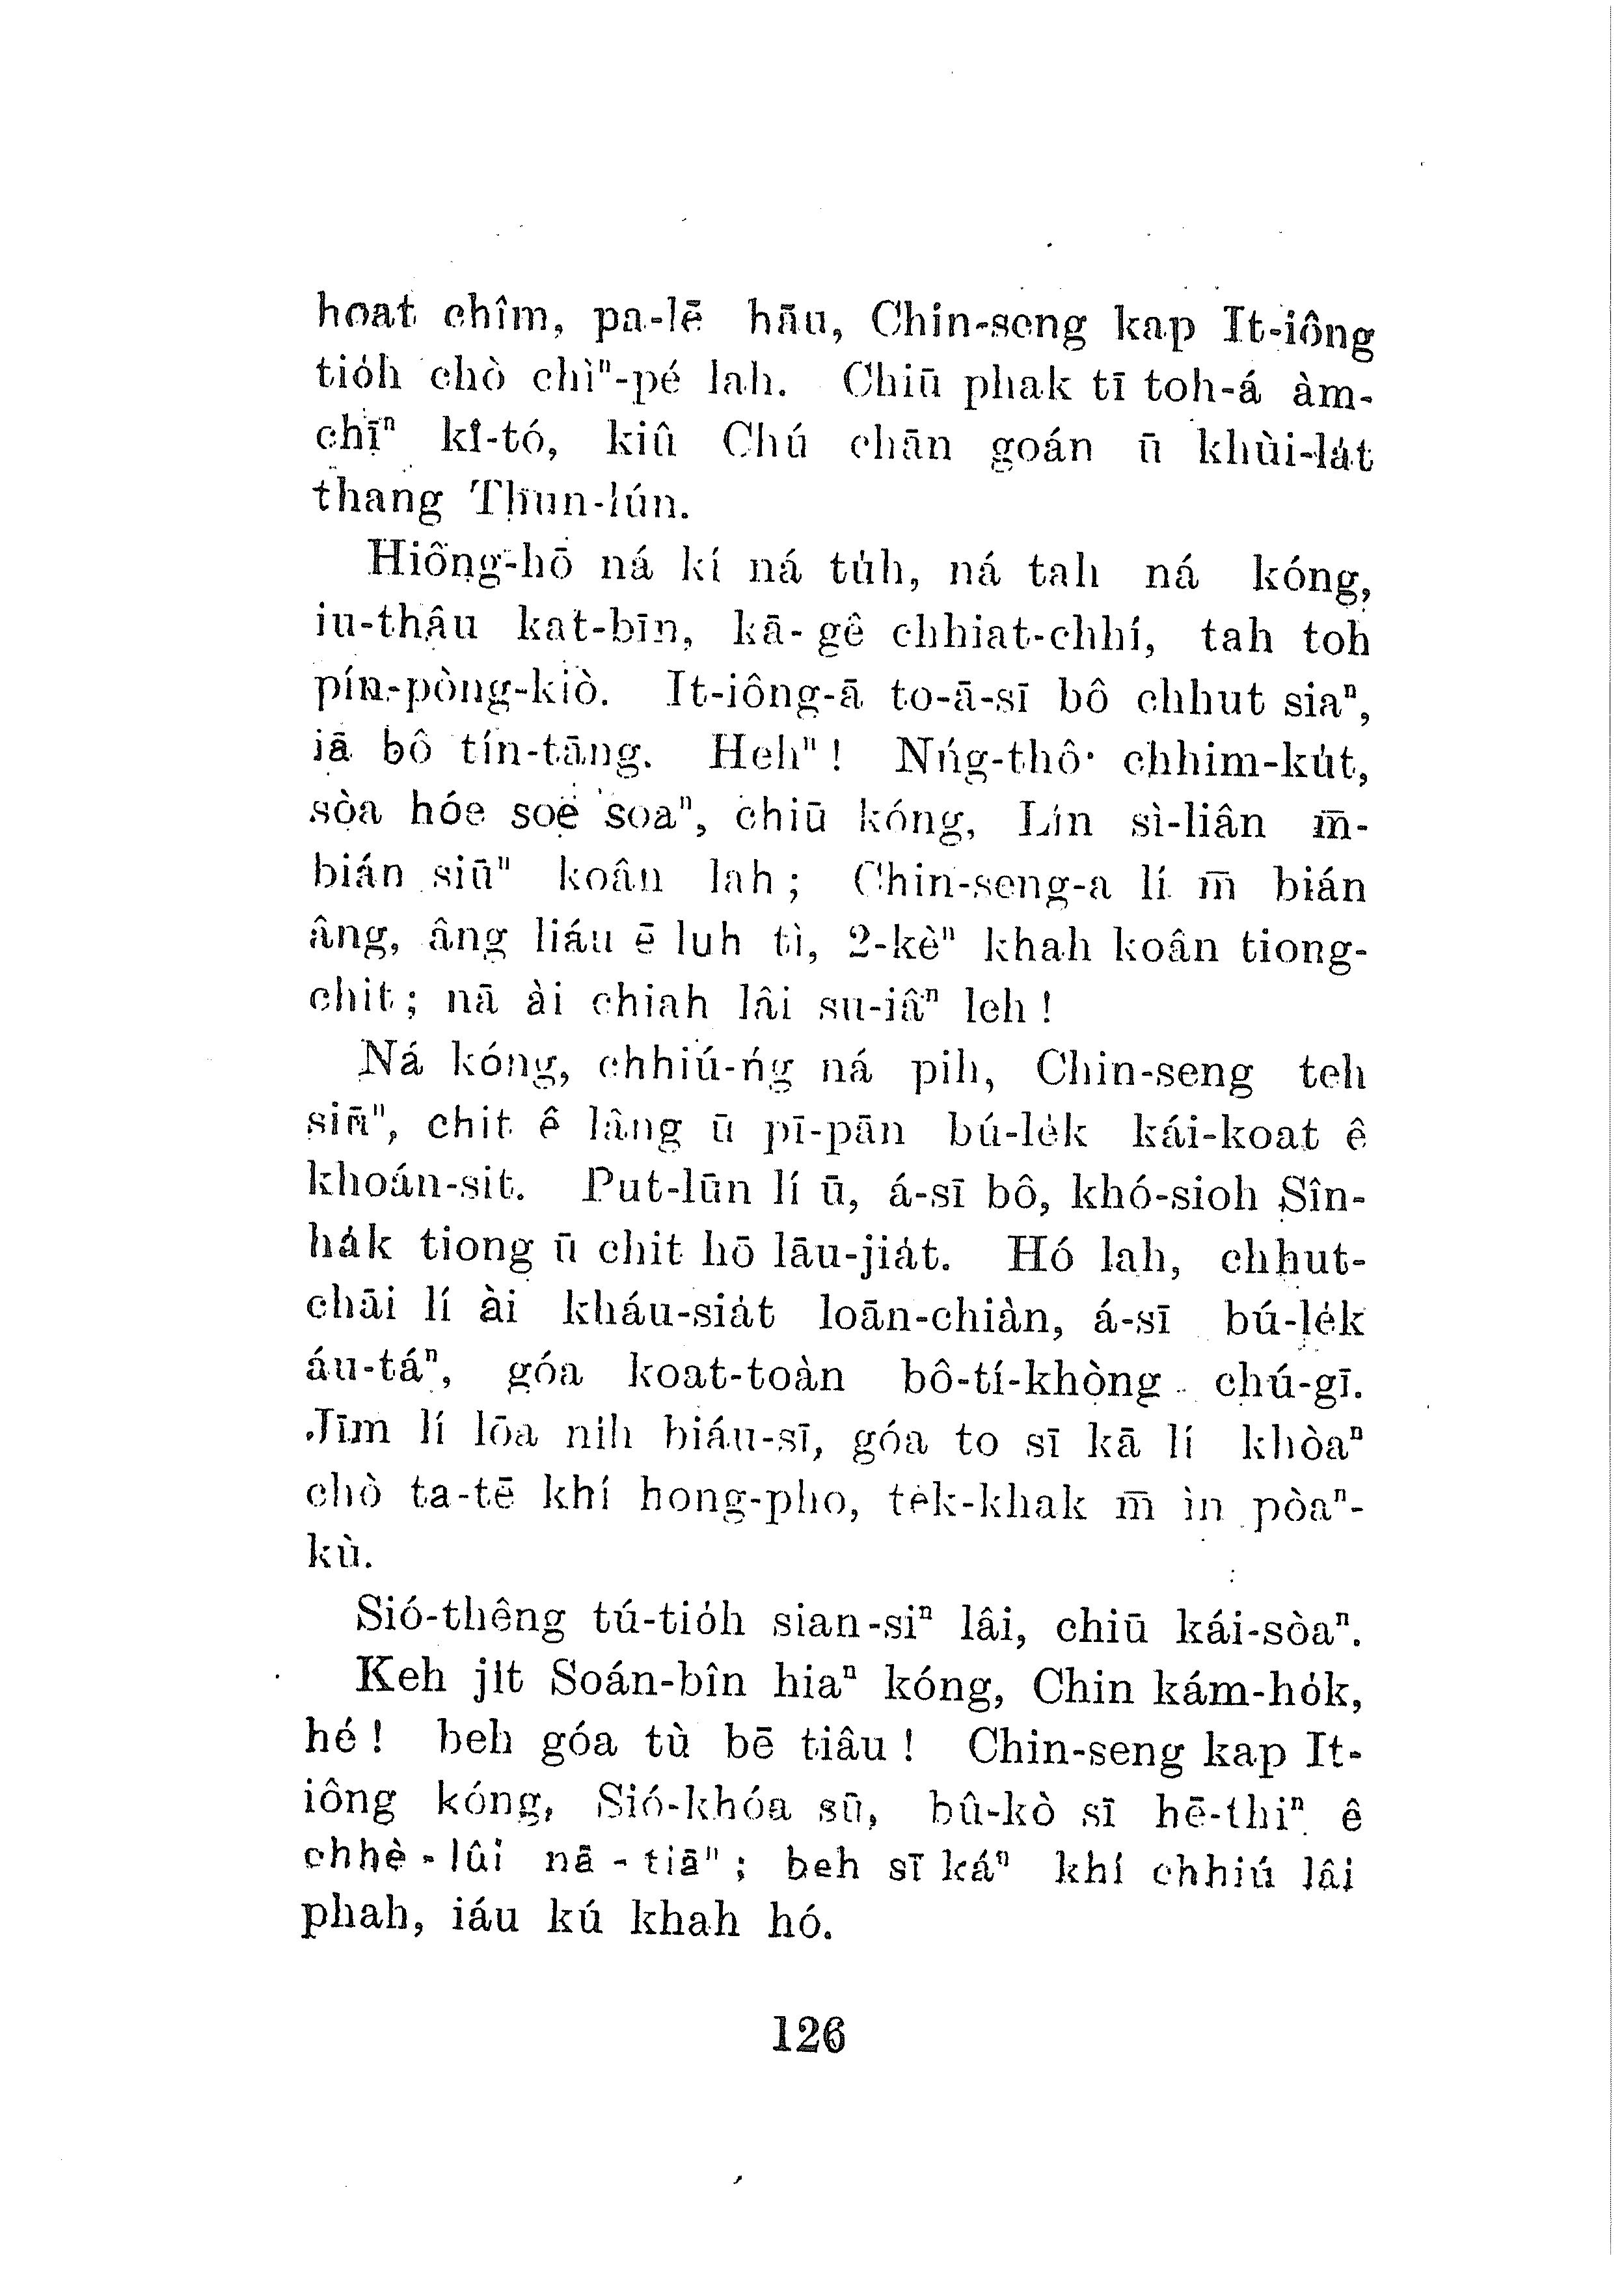 hoat chîm, pa-lē hāu, Chin-seng kap It-iông
tio̍h chò chìⁿ-pé lah. Chiū phak tī toh-á àm-
chīⁿ kî-tó, kiû Chú chān goán ū khùi-la̍t
thang Thun-lún.
Hiông-hō ná kí ná tu̍h, ná tah ná kóng,
iu-thâu kat-bīn, kā-gê chhiat-chhí, tah toh
pín-pòng-kiò. It-iông-ā to-ā-sī bô chhut siaⁿ,
iā bô tín-tāng. Hehⁿ! Nńg-thô͘ chhim-ku̍t,
sòa hóe soe soaⁿ, chiū kóng, Lín sì-liân m̄-
bián siūⁿ koân lah; Chin-seng-a lí m̄ bián
âng, âng liáu ē luh tì, 2-kèⁿ khah koân tiong-
chit; nā ài chiah lâi su-iâⁿ leh!
Ná kóng, chhiú-ńg ná pih, Chin-seng teh
siūⁿ, chit ê lâng ū pī-pān bú-le̍k kái-koat ê
khoán-sit. Put-lūn lí ū, á-sī bô, khó-sioh Sîn-
ha̍k tiong ū chit hō lāu-jia̍t. Hó lah, chhut-
chāi lí ài kháu-sia̍t loān-chiàn, á-sī bú-le̍k
áu-táⁿ, góa koat-toàn bô-tí-khòng chú-gī.
Jīm lí lōa nih biáu-sī, góa to sī kā lí khòaⁿ
chò ta-tē khí hong-pho, te̍k-khak m̄ ìn pòaⁿ-
kù.
Sió-thêng tú-tio̍h sian-siⁿ lâi, chiū kái-sòaⁿ.
Keh ji̍t Soán-bîn hiaⁿ kóng, Chin kám-ho̍k,
hé! beh góa tù bē tiâu! Chin-seng kap It-
iông kóng, Sió-khóa sū, bû-kò sī hē-thiⁿ ê
chhè-lûi nā-tiāⁿ; beh sī káⁿ khí chhiú lâi
phah, iáu kú khah hó.
126